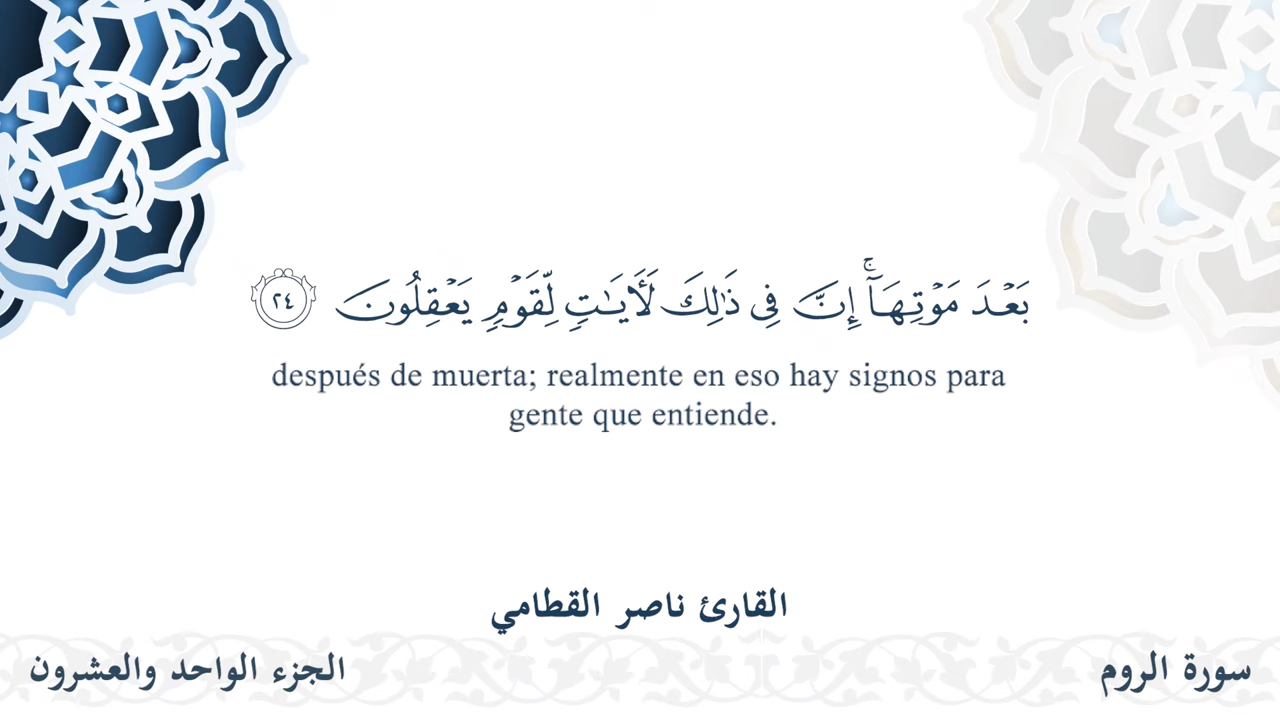 بَعْدَ مَوْتِهَآۚ إِنَّ فِى ذَٰلِكَ لَـَٔايَـٰتٍ لِّقَوْمٍ يَعْقِلُونَ ٢٤
después de muerta; realmente en eso hay signos para
gente que entiende.
القارئ ناصر القطامي
سورة الروم
الجزء الواحد والعشرون